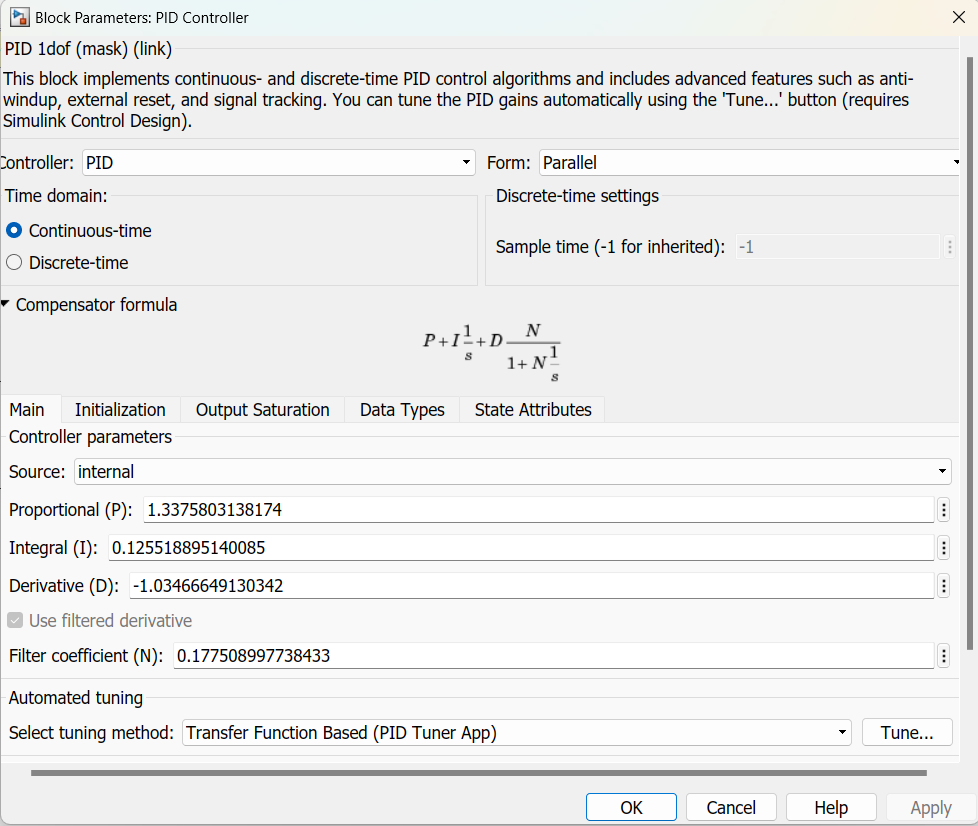 Block Parameters: PID Controller
PID 1dof (mask) (link)
This block implements continuous- and discrete-time PID control algorithms and includes advanced features such as anti-
windup, external reset, and signal tracking. You can tune the PID gains automatically using the 'Tune...' button (requires
Simulink Control Design).
Controller: PID Form: Parallel
Time domain: Discrete-time settings
Continuous-time
Sample time (-1 for inherited): -1
Discrete-time
Compensator formula
P + I 1/s + D N / (1 + N 1/s)
Main Initialization Output Saturation Data Types State Attributes
Controller parameters
Source: internal
Proportional (P): 1.3375803138174
Integral (I): 0.125518895140085
Derivative (D): -1.03466649130342
Use filtered derivative
Filter coefficient (N): 0.177508997738433
Automated tuning
Select tuning method: Transfer Function Based (PID Tuner App) Tune...
OK Cancel Help Apply